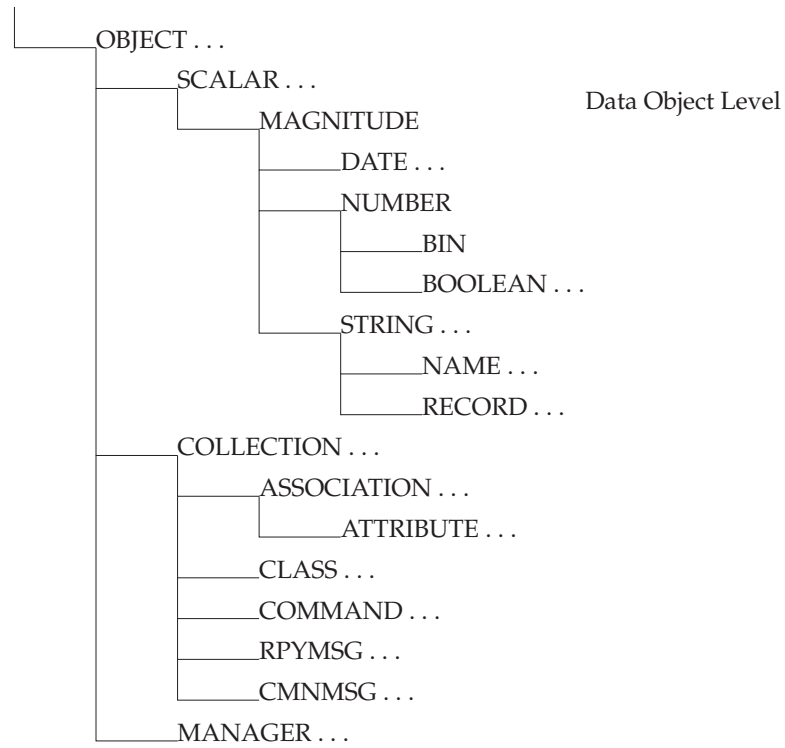 OBJECT . . .
SCALAR . . .
Data Object Level
MAGNITUDE
DATE . . .
NUMBER
BIN
BOOLEAN . . .
STRING . . .
NAME . . .
RECORD . . .
COLLECTION . . .
ASSOCIATION . . .
ATTRIBUTE . . .
CLASS . . .
COMMAND . . .
RPYMSG . . .
CMNMSG . . .
MANAGER . . .